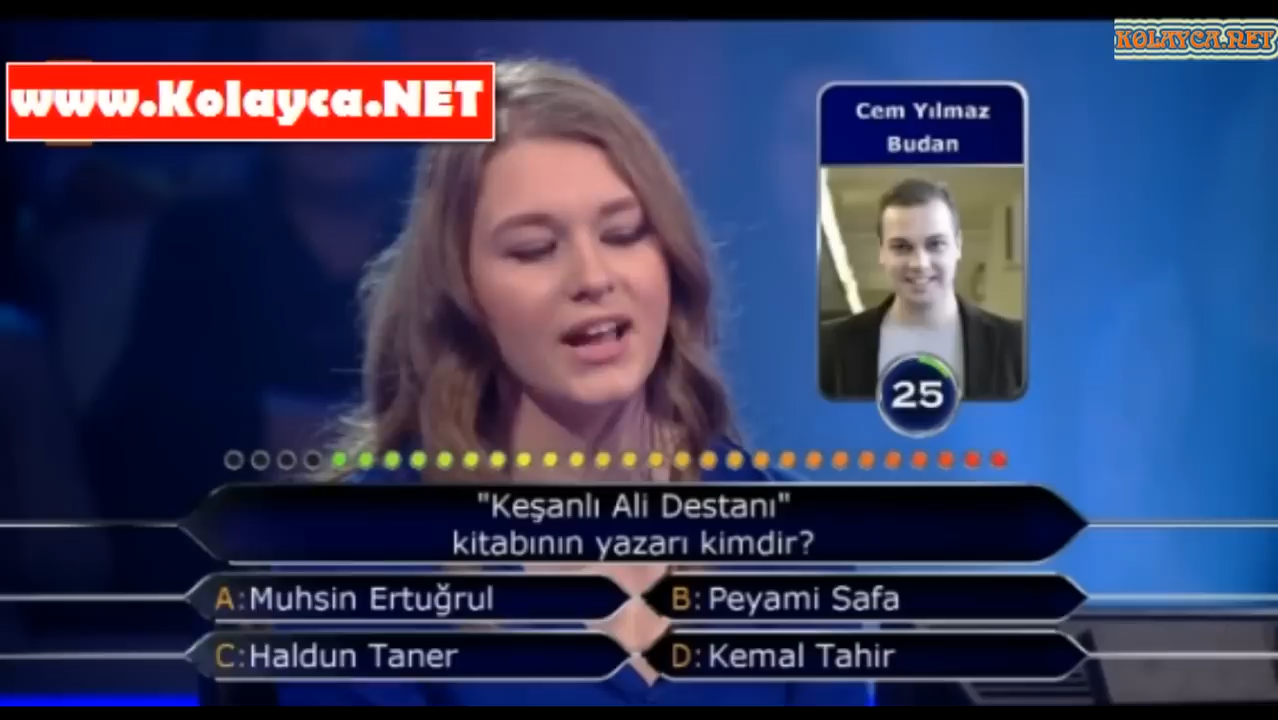 KOLAYCA.NET
www.Kolayca.NET
Cem Yılmaz
Budan
25
"Keşanlı Ali Destanı"
kitabının yazarı kimdir?
A: Muhsin Ertuğrul
B: Peyami Safa
C: Haldun Taner
D: Kemal Tahir